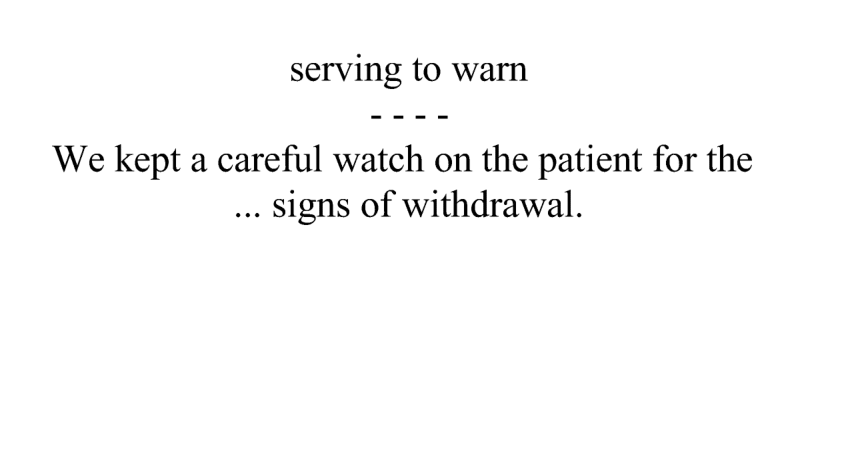 serving to warn
- - - -
We kept a careful watch on the patient for the
... signs of withdrawal.